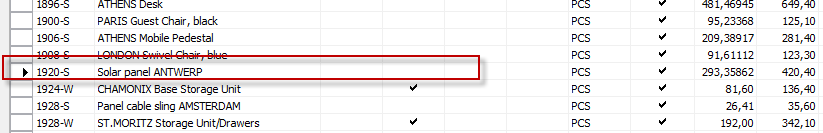 1896-S ATHENS Desk PCS 481,46945 649,40
1900-S PARIS Guest Chair, black PCS 95,23368 125,10
1906-S ATHENS Mobile Pedestal PCS 209,38917 281,40
1908-S LONDON Swivel Chair, blue PCS 91,61112 123,30
1920-S Solar panel ANTWERP PCS 293,35862 420,40
1924-W CHAMONIX Base Storage Unit PCS 81,60 136,40
1928-S Panel cable sling AMSTERDAM PCS 26,41 35,60
1928-W ST.MORITZ Storage Unit/Drawers PCS 192,00 342,10